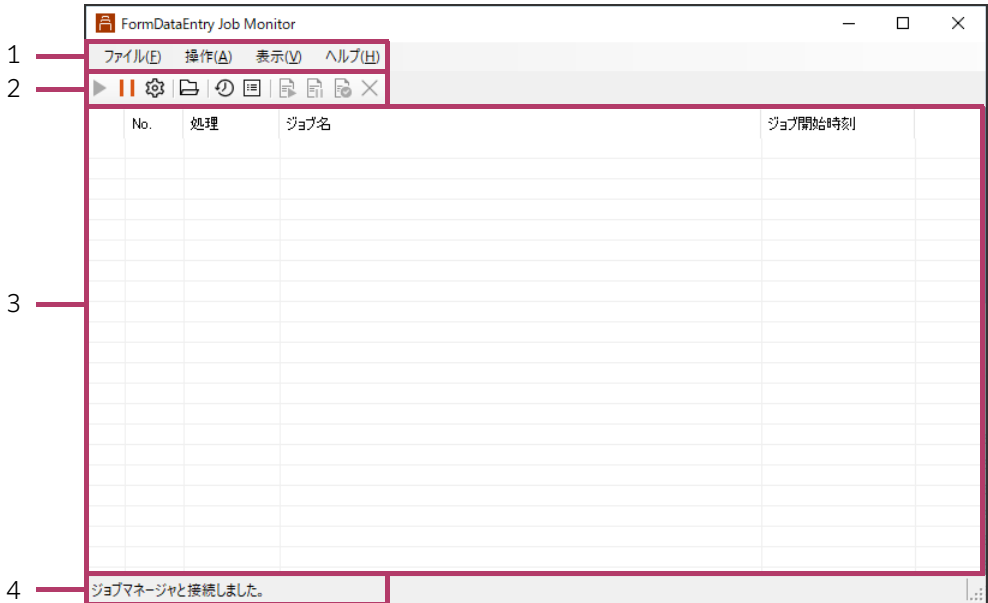 FormDataEntry Job Monitor
1
ファイル(F) 操作(A) 表示(V) ヘルプ(H)
2
No. 処理 ジョブ名 ジョブ開始時刻
3
4
ジョブマネージャと接続しました。